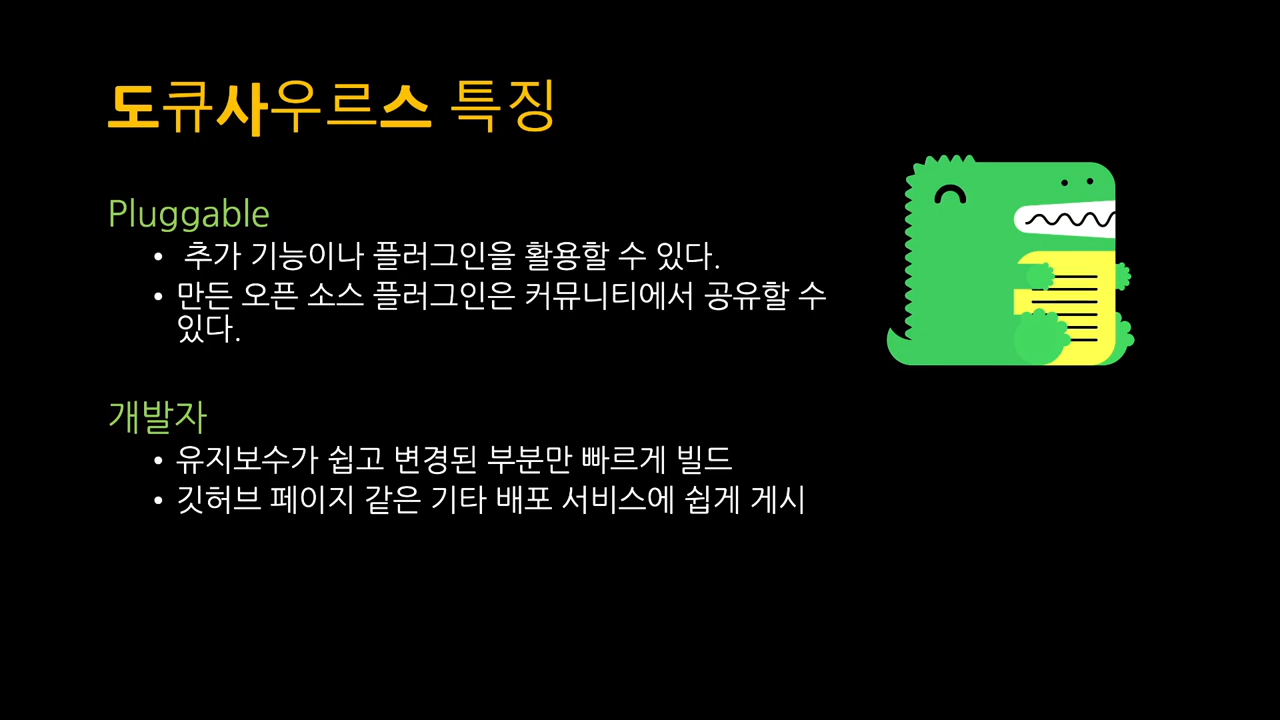 도큐사우르스 특징
Pluggable
• 추가 기능이나 플러그인을 활용할 수 있다.
• 만든 오픈 소스 플러그인은 커뮤니티에서 공유할 수
있다.
개발자
• 유지보수가 쉽고 변경된 부분만 빠르게 빌드
• 깃허브 페이지 같은 기타 배포 서비스에 쉽게 게시